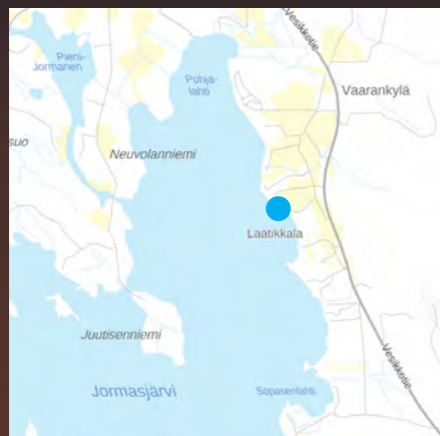 Vesikkotie
Pieni-
Jormanen
Pohja-
lahti
Vaarankylä
suo
Neuvolanniemi
Laatikkala
Juutisenniemi
Vesikkotie
Jormasjärvi
Sopasenlahti